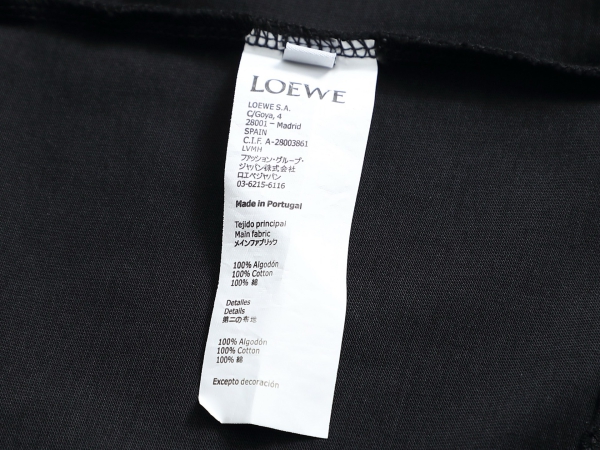 LOEWE
LOEWE S.A.
C/Goya, 4
28001 - Madrid
SPAIN
C.I.F. A-28003861
LVMH
ファッション・グループ・
ジャパン株式会社
ロエベジャパン
03-6215-6116
Made in Portugal
Tejido principal
Main fabric
メインファブリック
100% Algodón
100% Cotton
100% 綿
Detalles
Details
第二の布地
100% Algodón
100% Cotton
100% 綿
Excepto decoración